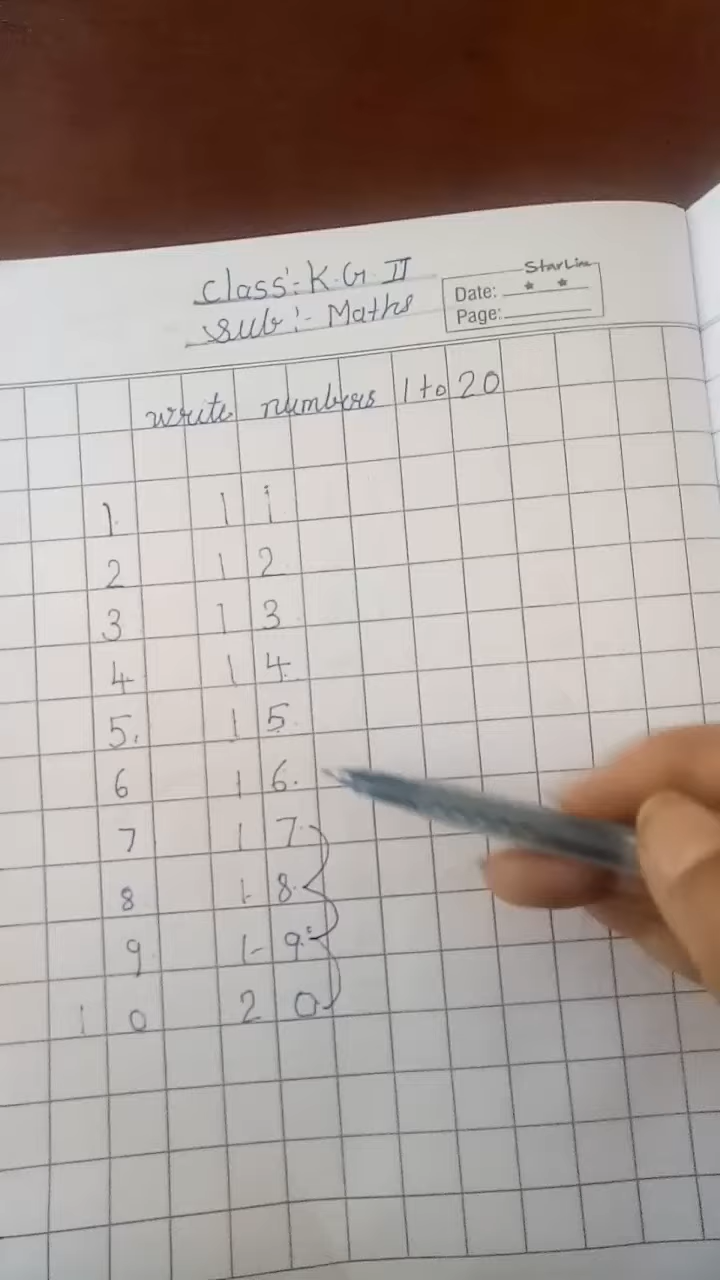 Class:- K.G.II
Sub:- Maths
StarLine
Date:
Page:
write numbers 1 to 20
1. 11
2 12
3 13
4 14
5. 15
6 16.
7 17.
8 18.
9 19.
10 20